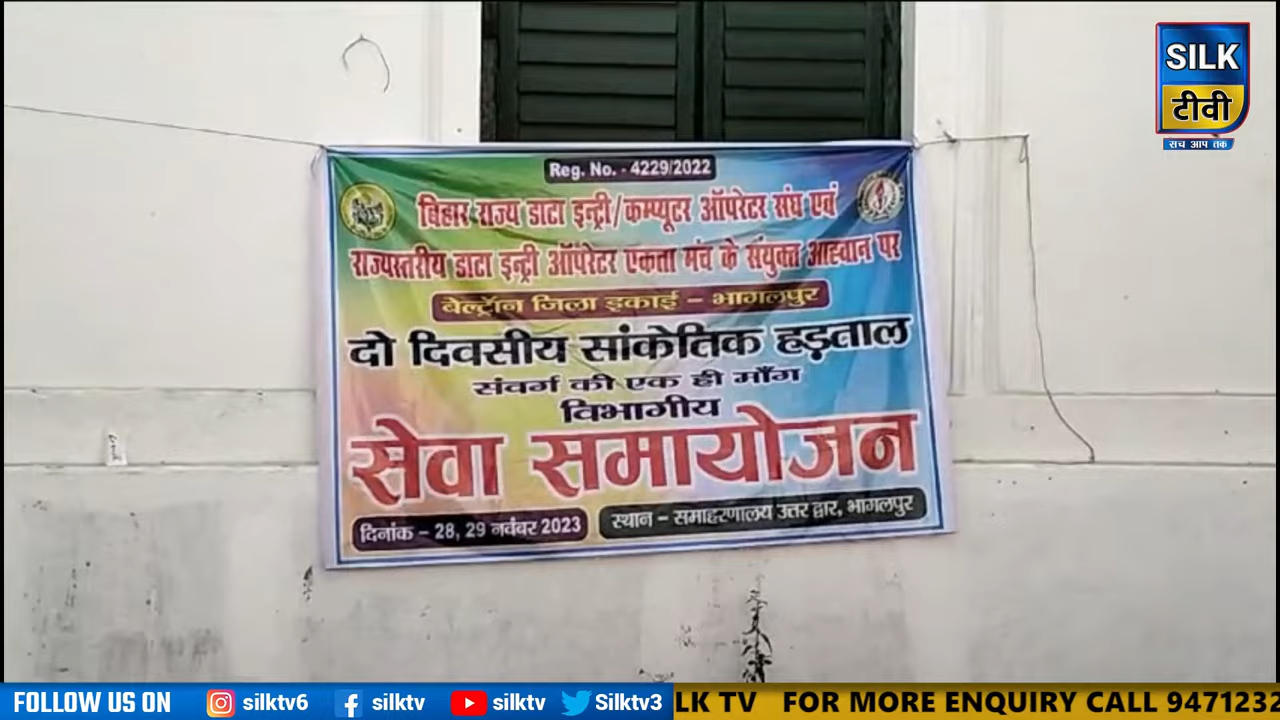 SILK
टीवी
सच आप तक
Reg. No. - 4229/2022
बिहार राज्य डाटा इन्ट्री/कम्प्यूटर ऑपरेटर संघ एवं
राज्यस्तरीय डाटा इन्ट्री ऑपरेटर एकता मंच के संयुक्त आह्वान पर
बेल्ट्रॉन जिला इकाई - भागलपुर
दो दिवसीय सांकेतिक हड़ताल
संवर्ग की एक ही माँग
विभागीय
सेवा समायोजन
दिनांक - 28, 29 नवंबर 2023
स्थान - समाहरणालय उत्तर द्वार, भागलपुर
FOLLOW US ON silktv6 silktv silktv Silktv3 LK TV FOR MORE ENQUIRY CALL 9471232